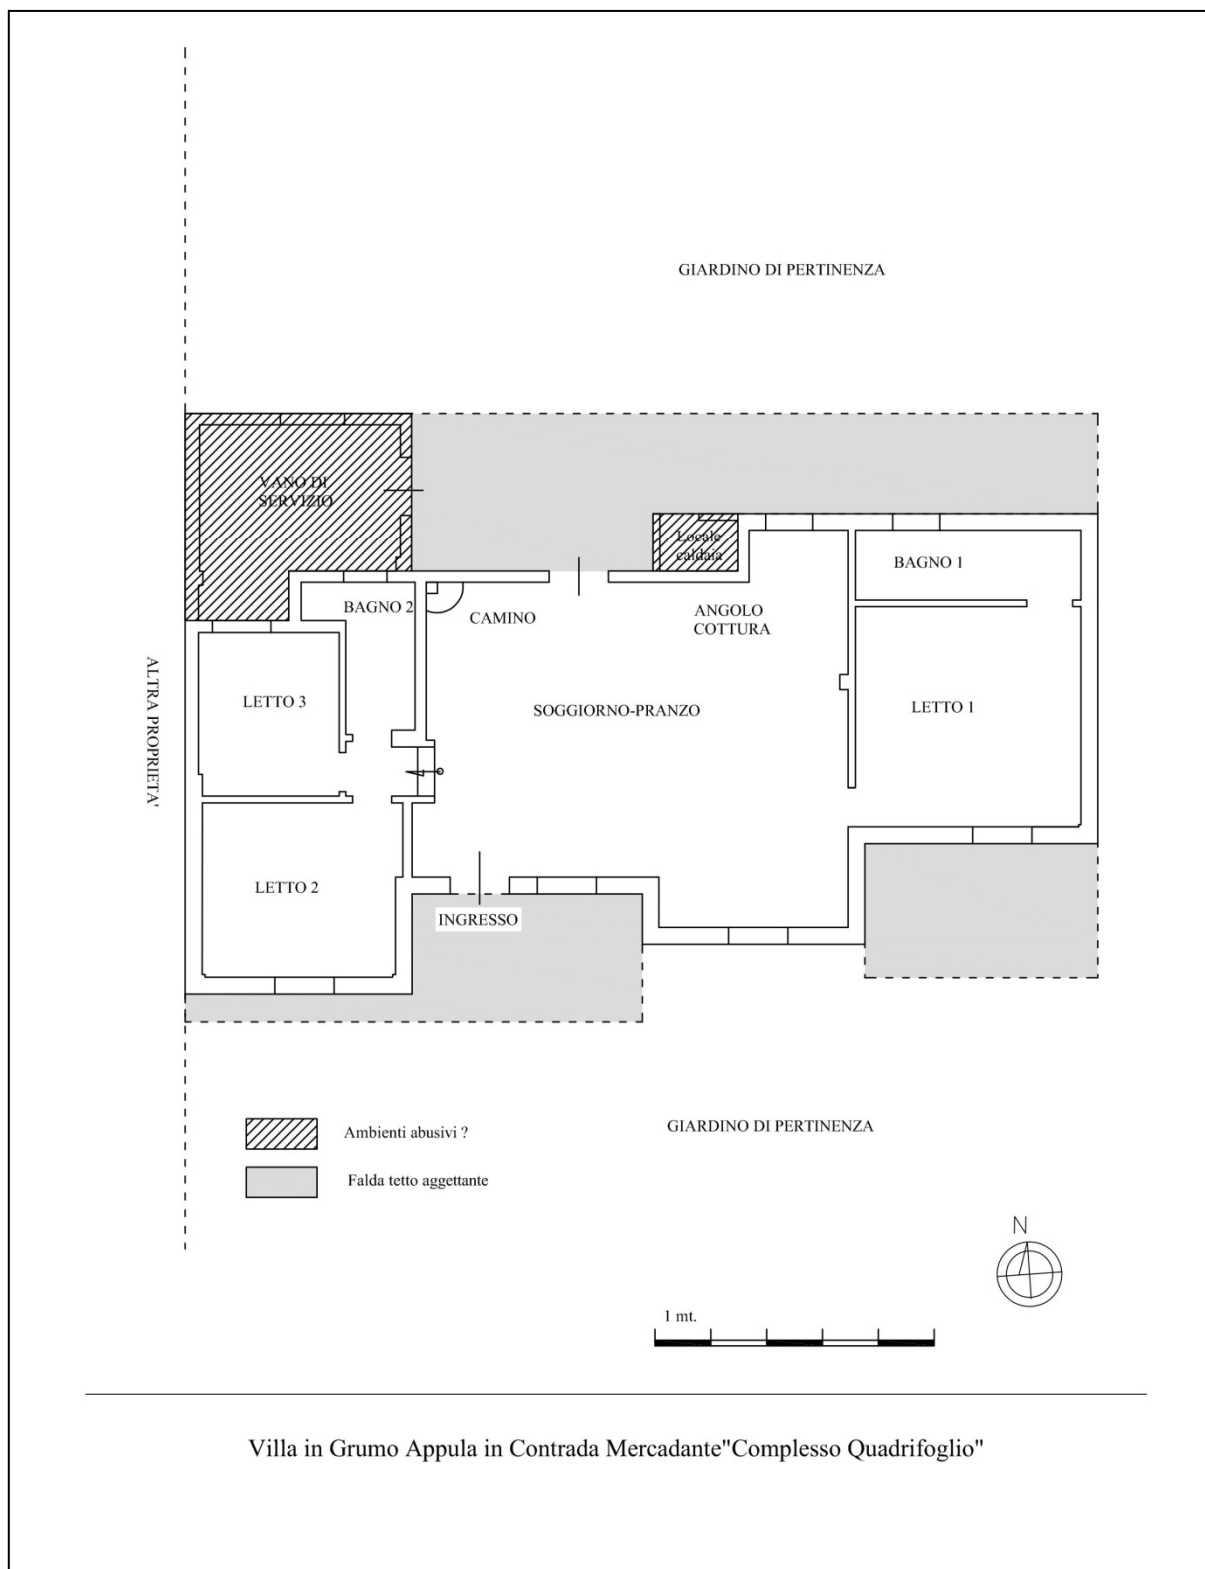 GIARDINO DI PERTINENZA
VANO DI
SERVIZIO
Locale
caldaia
BAGNO 1
BAGNO 2
CAMINO
ANGOLO
COTTURA
ALTRA PROPRIETA'
LETTO 3
SOGGIORNO-PRANZO
LETTO 1
LETTO 2
INGRESSO
Ambienti abusivi ?
GIARDINO DI PERTINENZA
Falda tetto aggettante
N
1 mt.
Villa in Grumo Appula in Contrada Mercadante"Complesso Quadrifoglio"